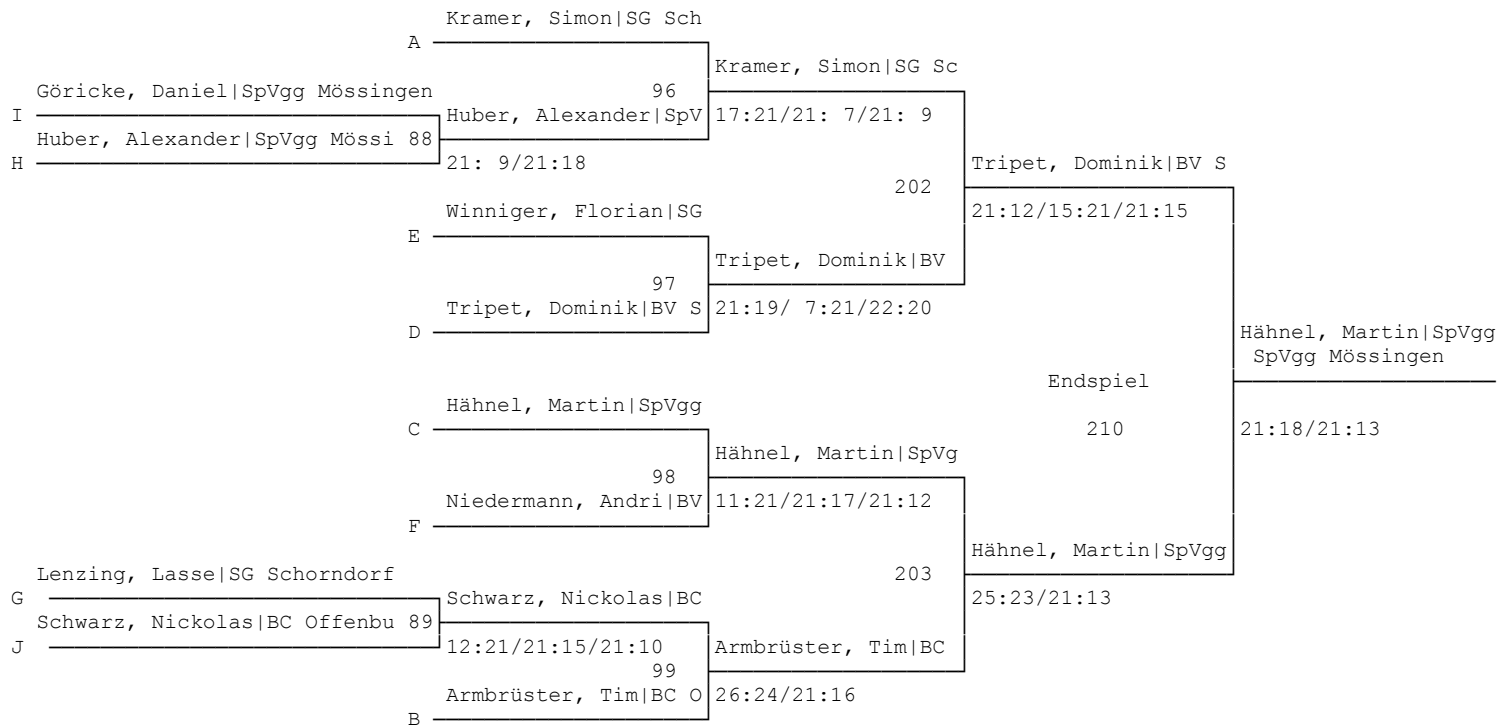 Kramer, Simon|SG Sch
A
Kramer, Simon|SG Sc
96
Göricke, Daniel|SpVgg Mössingen
I
Huber, Alexander|SpV
17:21/21: 7/21: 9
Huber, Alexander|SpVgg Mössi 88
H
21: 9/21:18
Tripet, Dominik|BV S
202
Winniger, Florian|SG
21:12/15:21/21:15
E
Tripet, Dominik|BV
97
Tripet, Dominik|BV S
21:19/ 7:21/22:20
D
Hähnel, Martin|SpVgg
SpVgg Mössingen
Endspiel
Hähnel, Martin|SpVgg
C
210
21:18/21:13
Hähnel, Martin|SpVg
98
Niedermann, Andri|BV
11:21/21:17/21:12
F
Hähnel, Martin|SpVgg
Lenzing, Lasse|SG Schorndorf
203
G
Schwarz, Nickolas|BC
25:23/21:13
Schwarz, Nickolas|BC Offenbu 89
J
12:21/21:15/21:10
Armbrüster, Tim|BC
99
Armbrüster, Tim|BC O
26:24/21:16
B